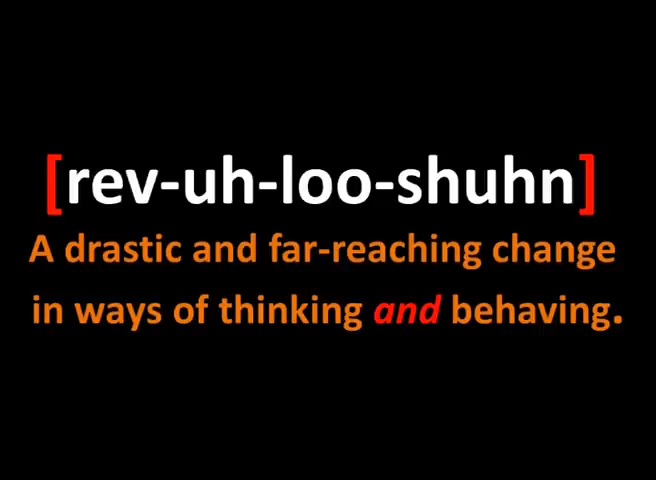 [rev-uh-loo-shuhn]
A drastic and far-reaching change
in ways of thinking and behaving.